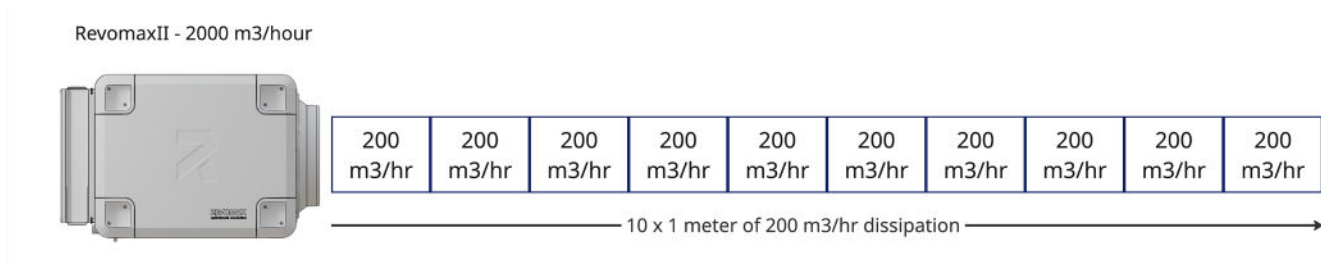 RevomaxII - 2000 m3/hour
200 200 200 200 200 200 200 200 200 200
m3/hr m3/hr m3/hr m3/hr m3/hr m3/hr m3/hr m3/hr m3/hr m3/hr
10 x 1 meter of 200 m3/hr dissipation